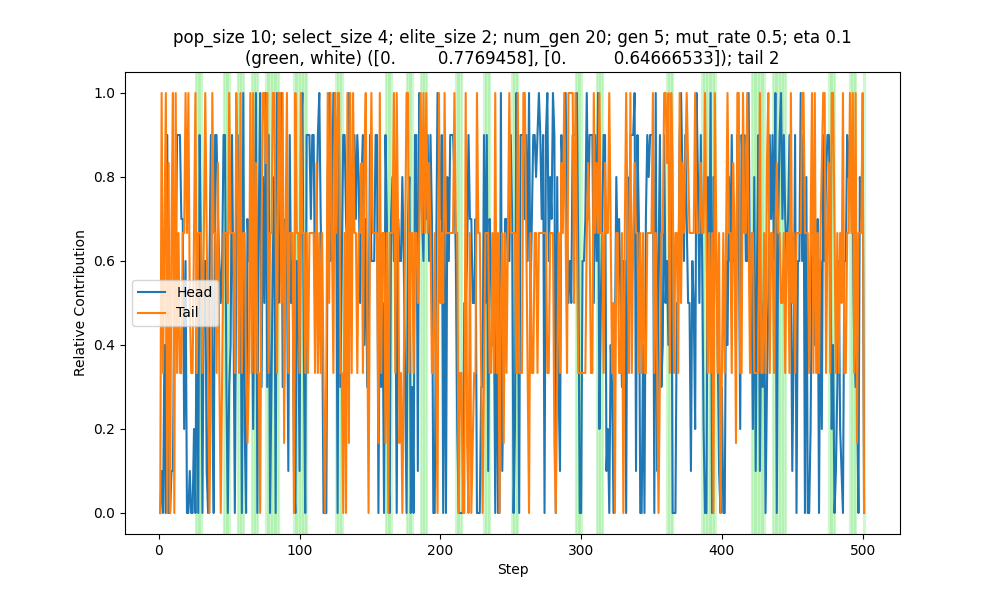 pop_size 10; select_size 4; elite_size 2; num_gen 20; gen 5; mut_rate 0.5; eta 0.1
(green, white) ([0. 0.7769458], [0. 0.64666533]); tail 2
1.0
0.8
0.6
0.4
0.2
0.0
Relative Contribution
Head
Tail
0 100 200 300 400 500
Step